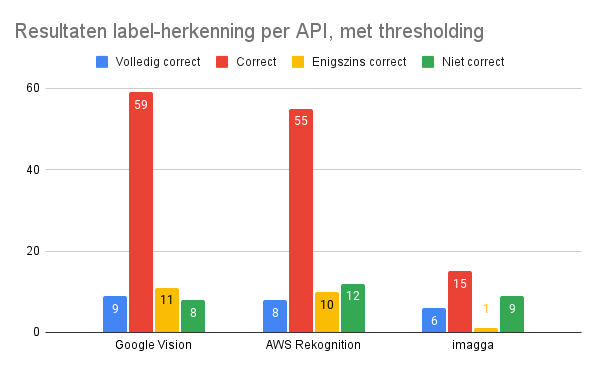 Resultaten label-herkenning per API, met thresholding
Volledig correct Correct Enigszins correct Niet correct
60
40
20
0
9 59 11 8
8 55 10 12
6 15 1 9
Google Vision AWS Rekognition imagga